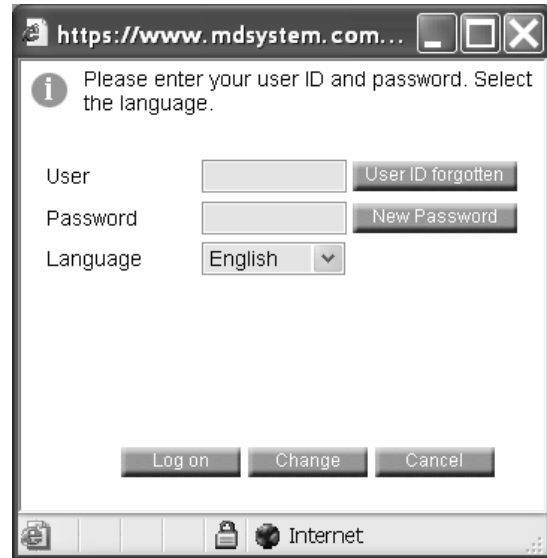 https://www.mdsystem.com...
Please enter your user ID and password. Select
the language.
User
User ID forgotten
Password
New Password
Language
English
Log on
Change
Cancel
Internet